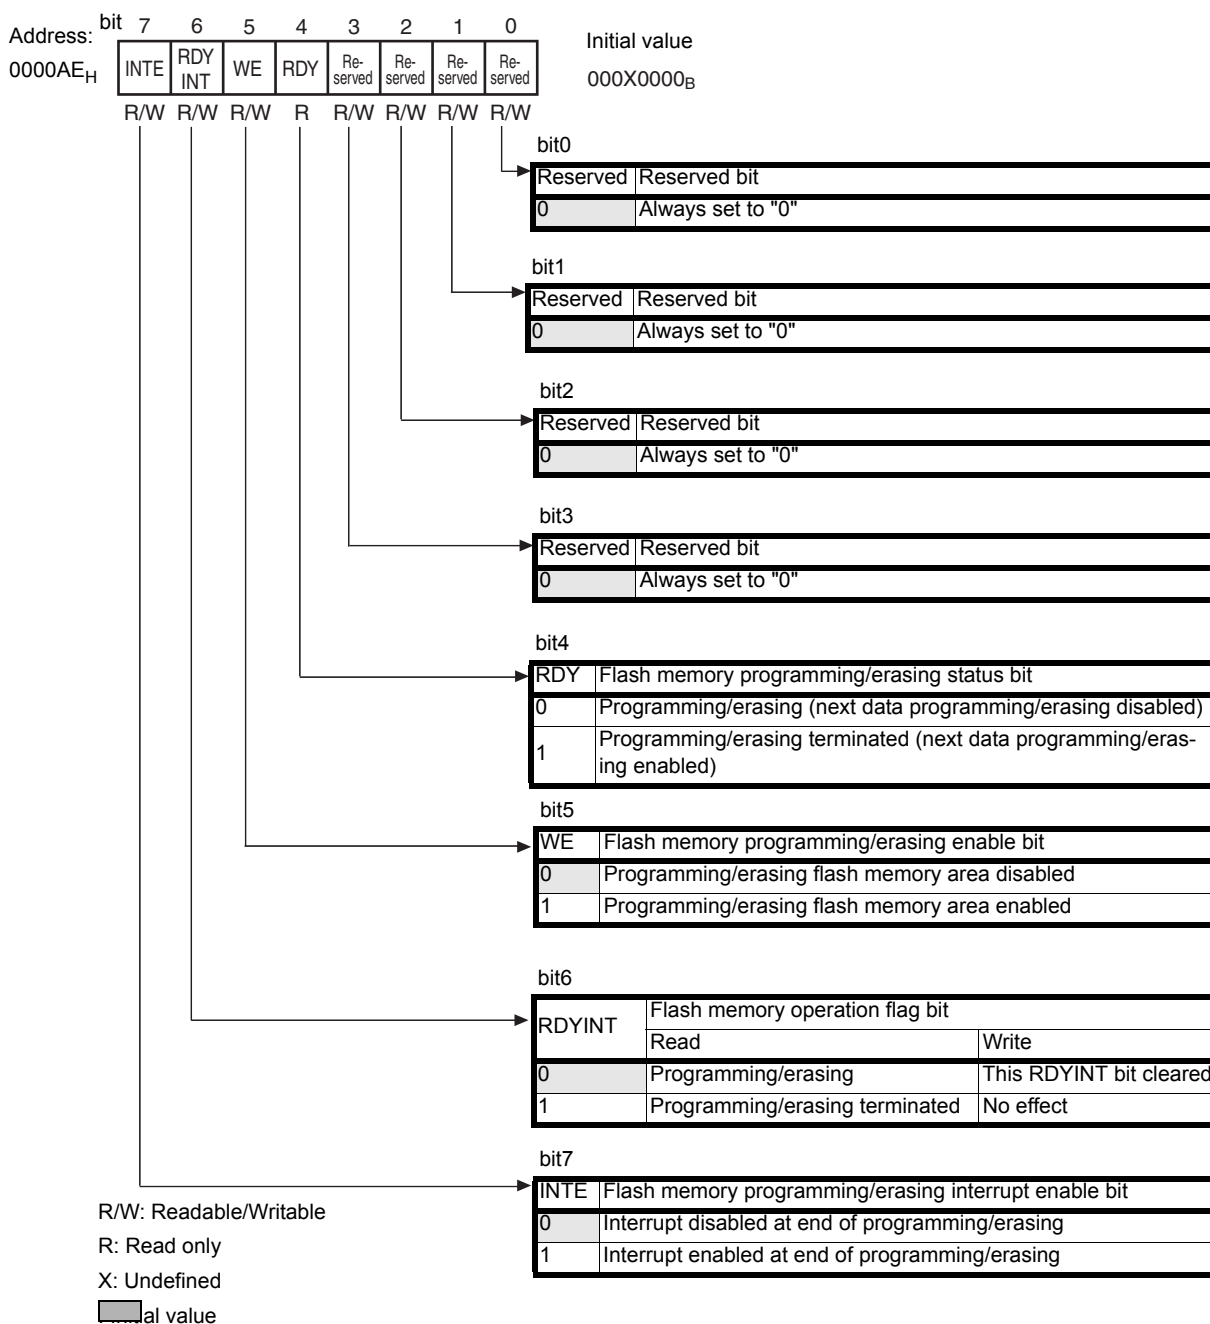 bit 7 6 5 4 3 2 1 0
Address:
Initial value
0000AEH
INTE RDY INT WE RDY Re-served Re-served Re-served Re-served
000X0000B
R/W R/W R/W R R/W R/W R/W R/W
bit0
Reserved Reserved bit
0 Always set to "0"
bit1
Reserved Reserved bit
0 Always set to "0"
bit2
Reserved Reserved bit
0 Always set to "0"
bit3
Reserved Reserved bit
0 Always set to "0"
bit4
RDY Flash memory programming/erasing status bit
0 Programming/erasing (next data programming/erasing disabled)
1 Programming/erasing terminated (next data programming/eras-
ing enabled)
bit5
WE Flash memory programming/erasing enable bit
0 Programming/erasing flash memory area disabled
1 Programming/erasing flash memory area enabled
bit6
RDYINT Flash memory operation flag bit
Read Write
0 Programming/erasing This RDYINT bit cleared
1 Programming/erasing terminated No effect
bit7
INTE Flash memory programming/erasing interrupt enable bit
0 Interrupt disabled at end of programming/erasing
1 Interrupt enabled at end of programming/erasing
R/W: Readable/Writable
R: Read only
X: Undefined
al value